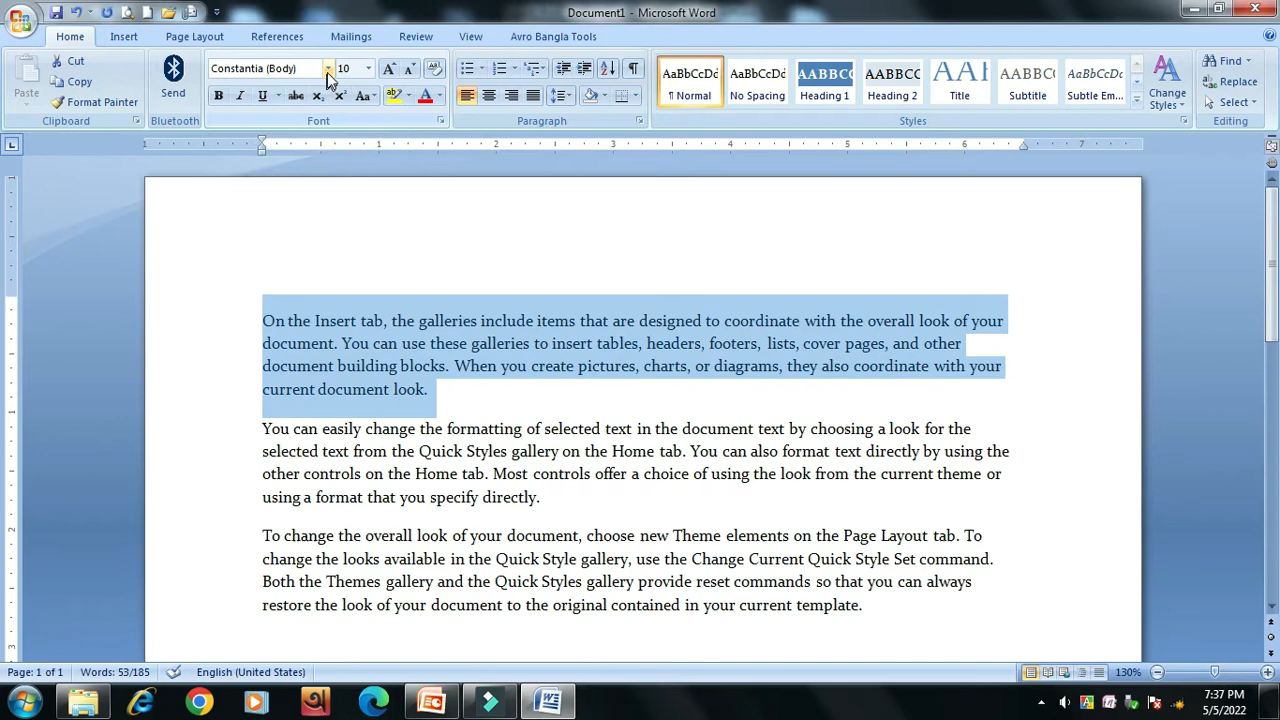 Document1 - Microsoft Word
Home Insert Page Layout References Mailings Review View Avro Bangla Tools
Paste
Cut
Copy
Format Painter
Clipboard
Send
Bluetooth
Constantia (Body) 10
Font
Paragraph
AaBbCcDd AaBbCcDd AABBCC AABBCC AaBbCcDd AaBbCcDd
¶ Normal No Spacing Heading 1 Heading 2 Title Subtitle Subtle Em...
Styles
Change
Styles
Find
Replace
Select
Editing
1 1 2 3 4 5 6 7
On the Insert tab, the galleries include items that are designed to coordinate with the overall look of your
document. You can use these galleries to insert tables, headers, footers, lists, cover pages, and other
document building blocks. When you create pictures, charts, or diagrams, they also coordinate with your
current document look.
You can easily change the formatting of selected text in the document text by choosing a look for the
selected text from the Quick Styles gallery on the Home tab. You can also format text directly by using the
other controls on the Home tab. Most controls offer a choice of using the look from the current theme or
using a format that you specify directly.
To change the overall look of your document, choose new Theme elements on the Page Layout tab. To
change the looks available in the Quick Style gallery, use the Change Current Quick Style Set command.
Both the Themes gallery and the Quick Styles gallery provide reset commands so that you can always
restore the look of your document to the original contained in your current template.
Page: 1 of 1 Words: 53/185 English (United States) 130%
7:37 PM
5/5/2022